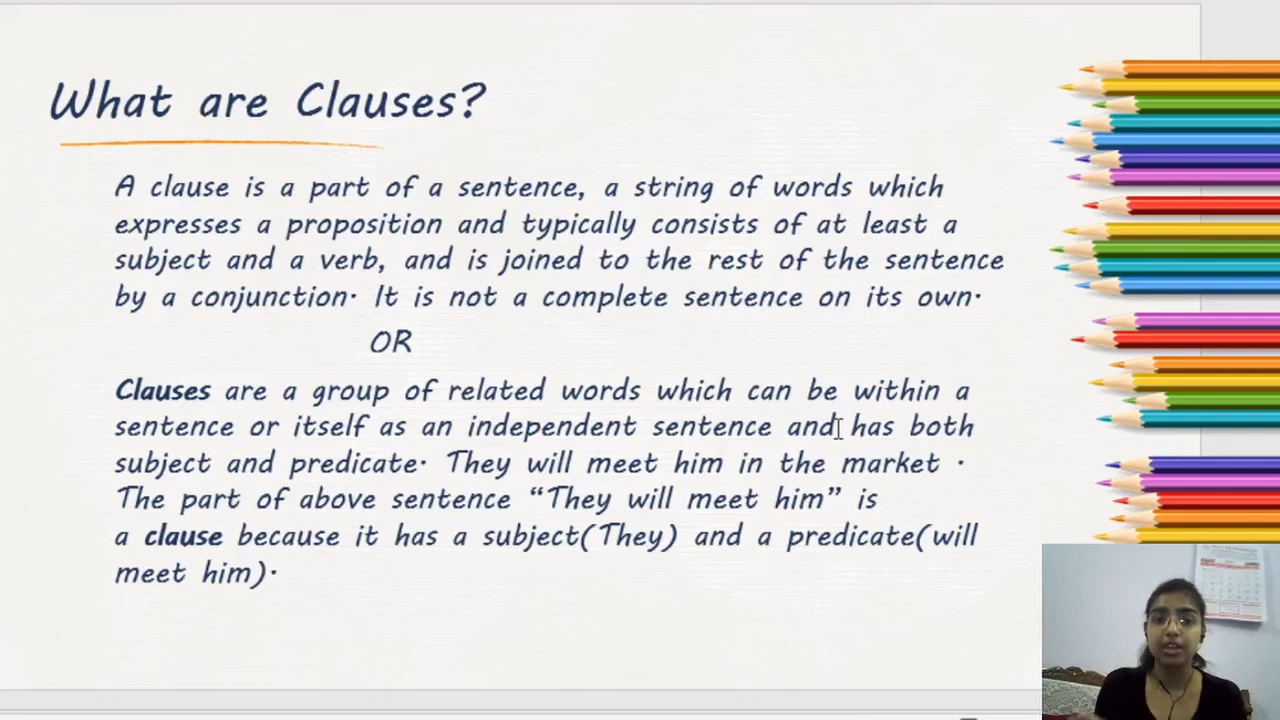 What are Clauses?
A clause is a part of a sentence, a string of words which
expresses a proposition and typically consists of at least a
subject and a verb, and is joined to the rest of the sentence
by a conjunction. It is not a complete sentence on its own.
OR
Clauses are a group of related words which can be within a
sentence or itself as an independent sentence and has both
subject and predicate. They will meet him in the market .
The part of above sentence “They will meet him” is
a clause because it has a subject(They) and a predicate(will
meet him).